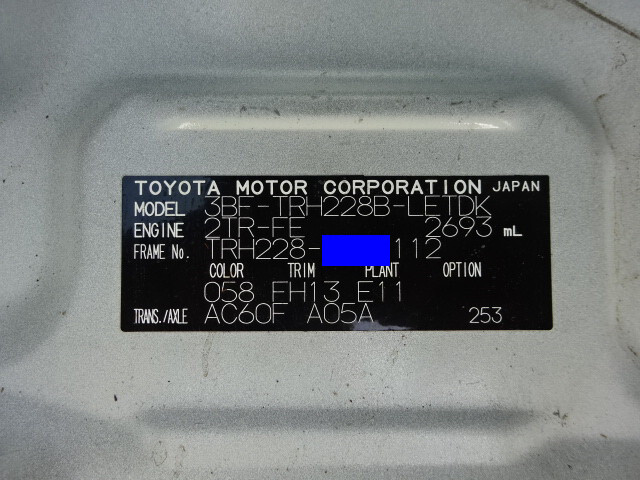 TOYOTA MOTOR CORPORATION JAPAN
MODEL 3BF-TRH228B-LETDK
ENGINE 2TR-FE 2693 mL
FRAME No. TRH228- 112
COLOR TRIM PLANT OPTION
058 FH13 E11
TRANS./AXLE AC60F A05A 253